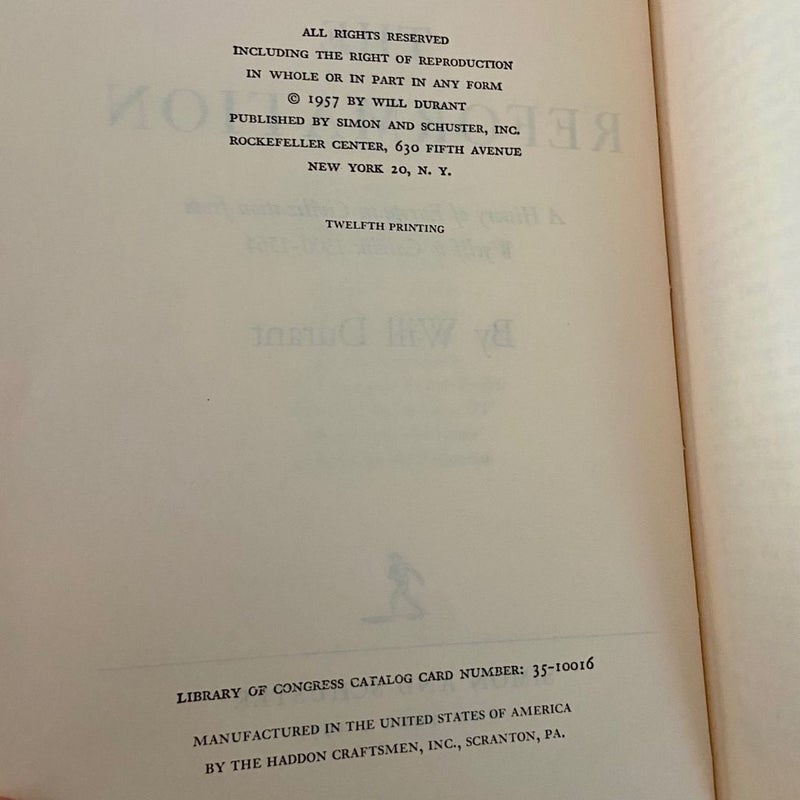 ALL RIGHTS RESERVED
INCLUDING THE RIGHT OF REPRODUCTION
IN WHOLE OR IN PART IN ANY FORM
© 1957 BY WILL DURANT
PUBLISHED BY SIMON AND SCHUSTER, INC.
ROCKEFELLER CENTER, 630 FIFTH AVENUE
NEW YORK 20, N. Y.
TWELFTH PRINTING
By Will Durant
LIBRARY OF CONGRESS CATALOG CARD NUMBER: 35-10016
MANUFACTURED IN THE UNITED STATES OF AMERICA
BY THE HADDON CRAFTSMEN, INC., SCRANTON, PA.